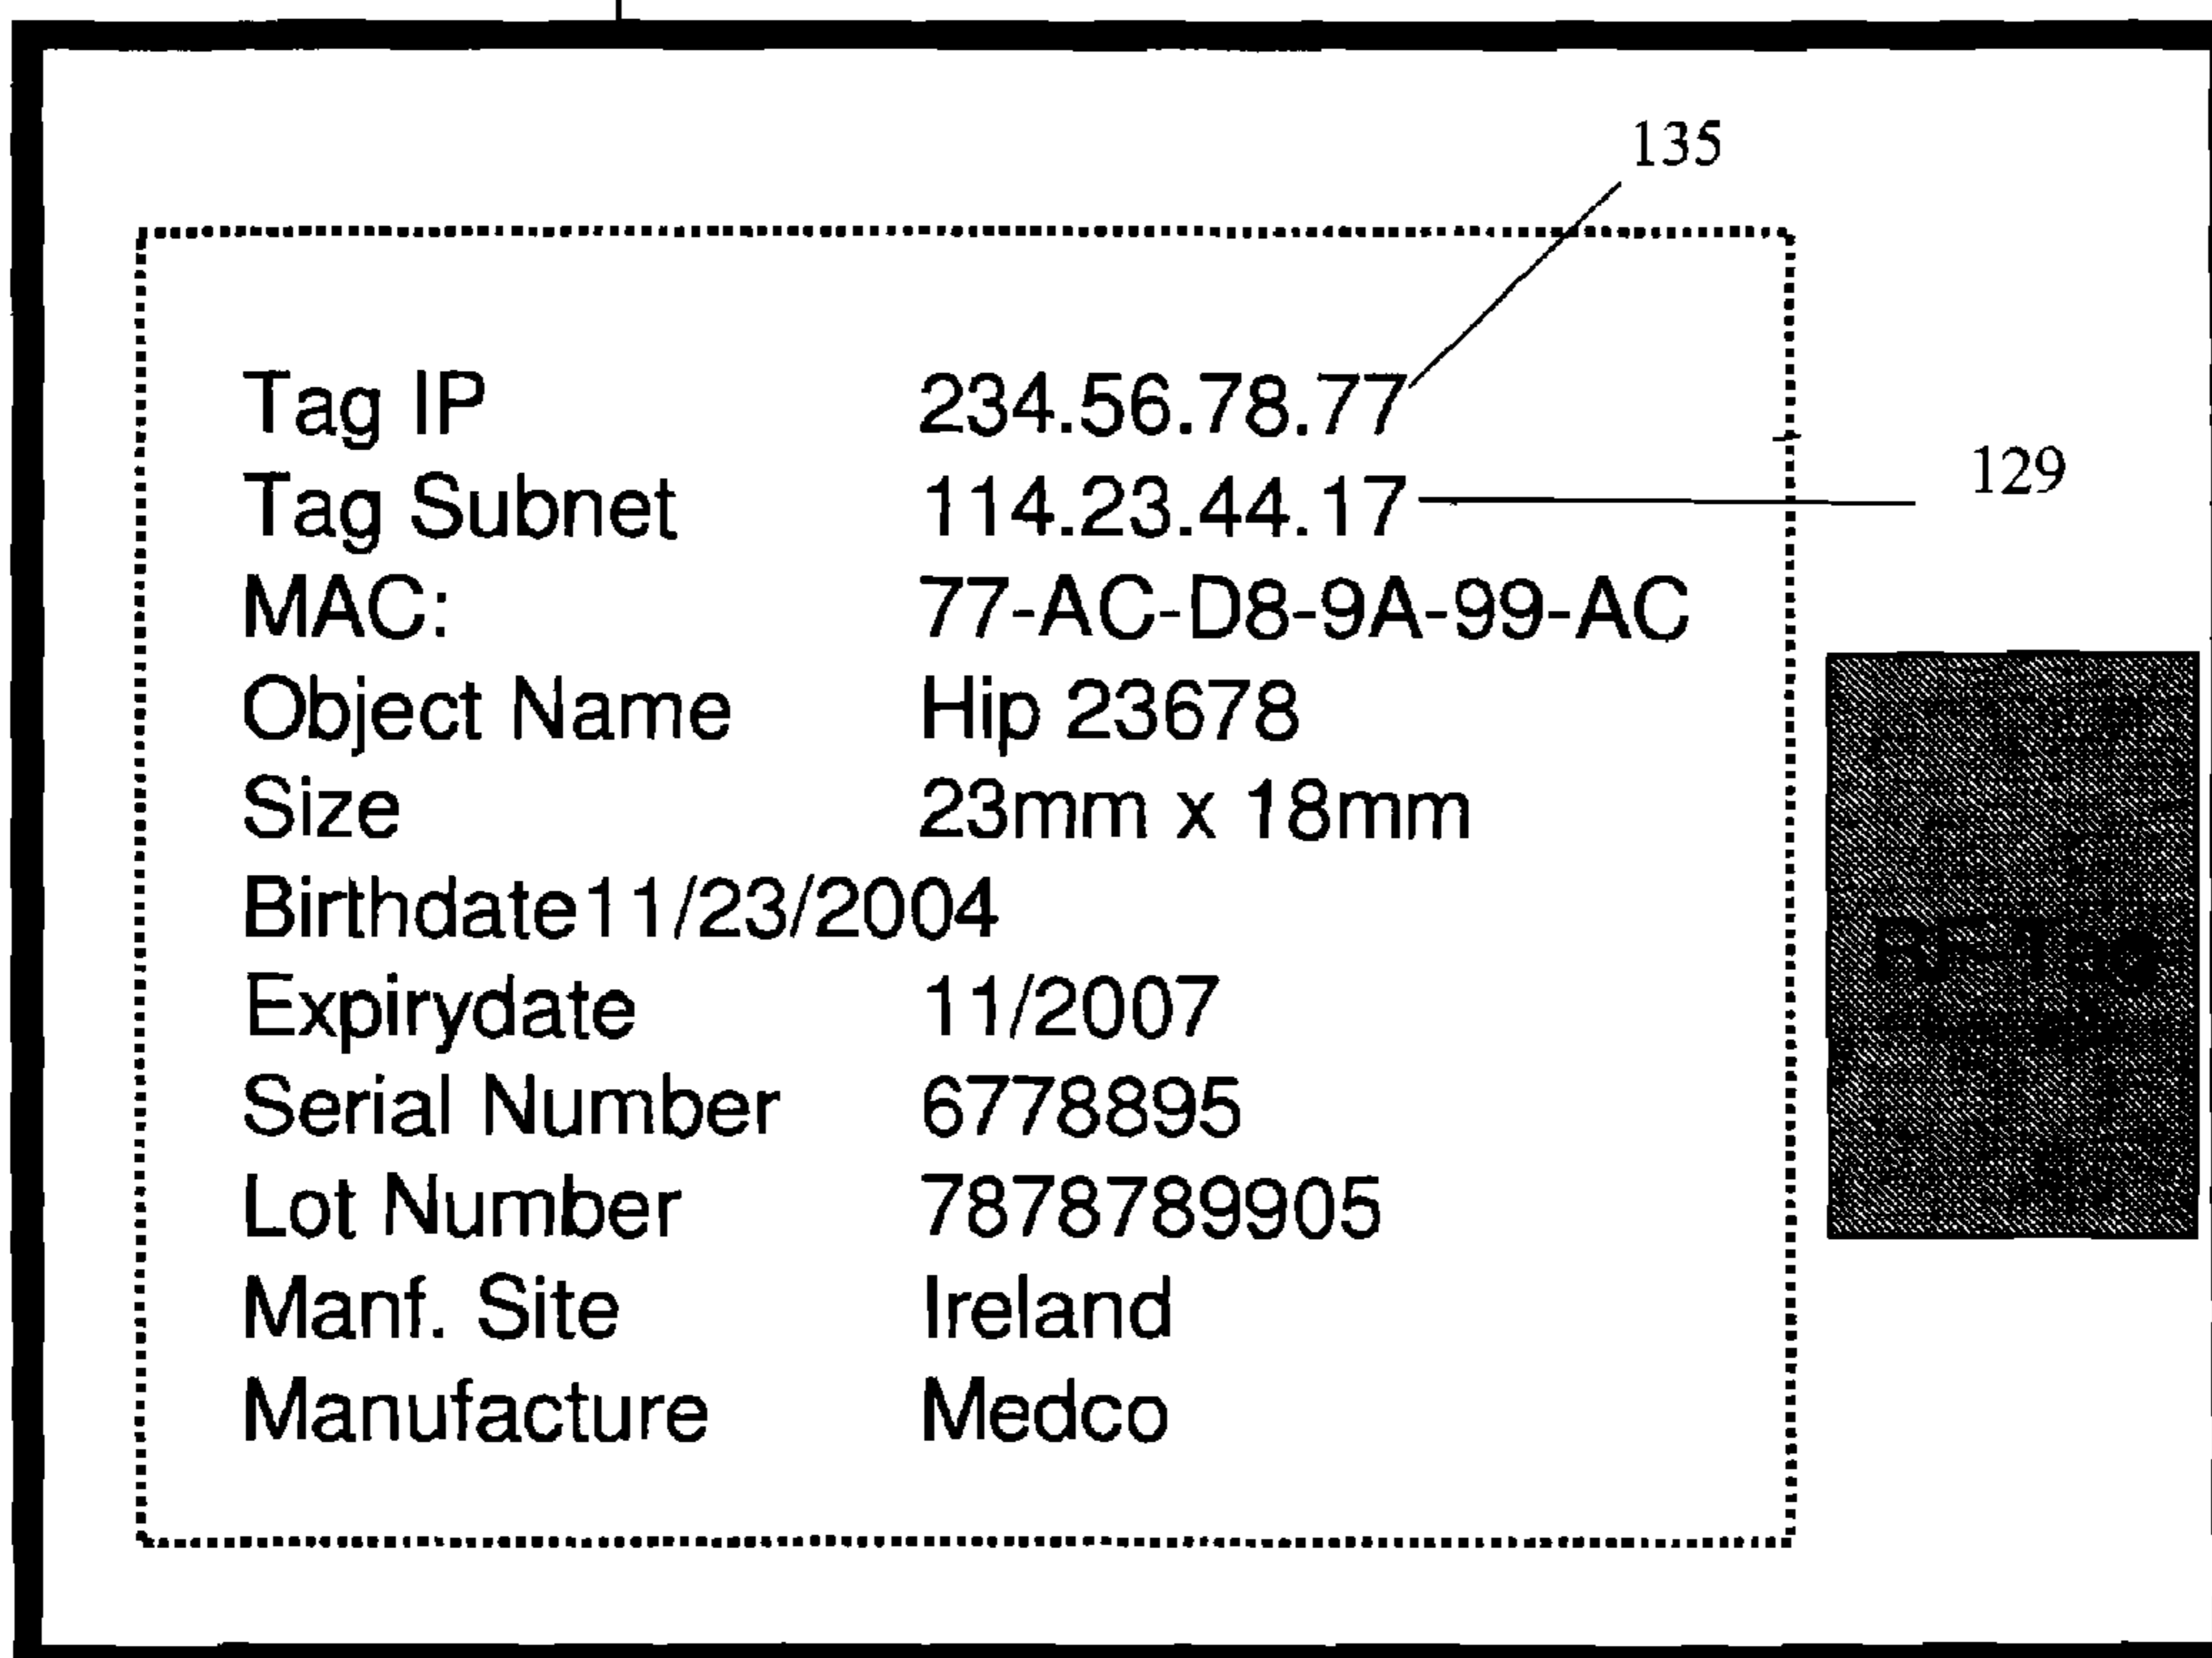 135
Tag IP 234.56.78.77
Tag Subnet 114.23.44.17
129
MAC: 77-AC-D8-9A-99-AC
Object Name Hip 23678
Size 23mm x 18mm
Birthdate11/23/2004
Expirydate 11/2007
RF Tag
Serial Number 6778895
Lot Number 7878789905
Manf. Site Ireland
Manufacture Medco